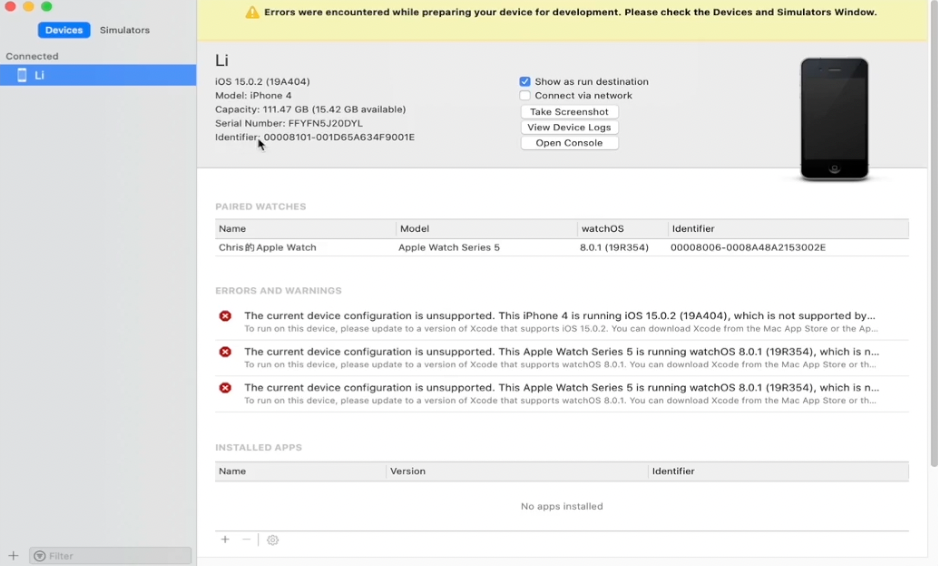 Errors were encountered while preparing your device for development. Please check the Devices and Simulators Window.
Devices
Simulators
Connected
Li
Li
iOS 15.0.2 (19A404)
Model: iPhone 4
Capacity: 111.47 GB (15.42 GB available)
Serial Number: FFYFN5J20DYL
Identifier: 00008101-001D65A634F9001E
Show as run destination
Connect via network
Take Screenshot
View Device Logs
Open Console
PAIRED WATCHES
Name Model watchOS Identifier
Chris的Apple Watch Apple Watch Series 5 8.0.1 (19R354) 00008006-0008A48A2153002E
ERRORS AND WARNINGS
The current device configuration is unsupported. This iPhone 4 is running iOS 15.0.2 (19A404), which is not supported by...
To run on this device, please update to a version of Xcode that supports iOS 15.0.2. You can download Xcode from the Mac App Store or the Ap...
The current device configuration is unsupported. This Apple Watch Series 5 is running watchOS 8.0.1 (19R354), which is n...
To run on this device, please update to a version of Xcode that supports watchOS 8.0.1. You can download Xcode from the Mac App Store or th...
The current device configuration is unsupported. This Apple Watch Series 5 is running watchOS 8.0.1 (19R354), which is n...
To run on this device, please update to a version of Xcode that supports watchOS 8.0.1. You can download Xcode from the Mac App Store or th...
INSTALLED APPS
Name Version Identifier
No apps installed
Filter